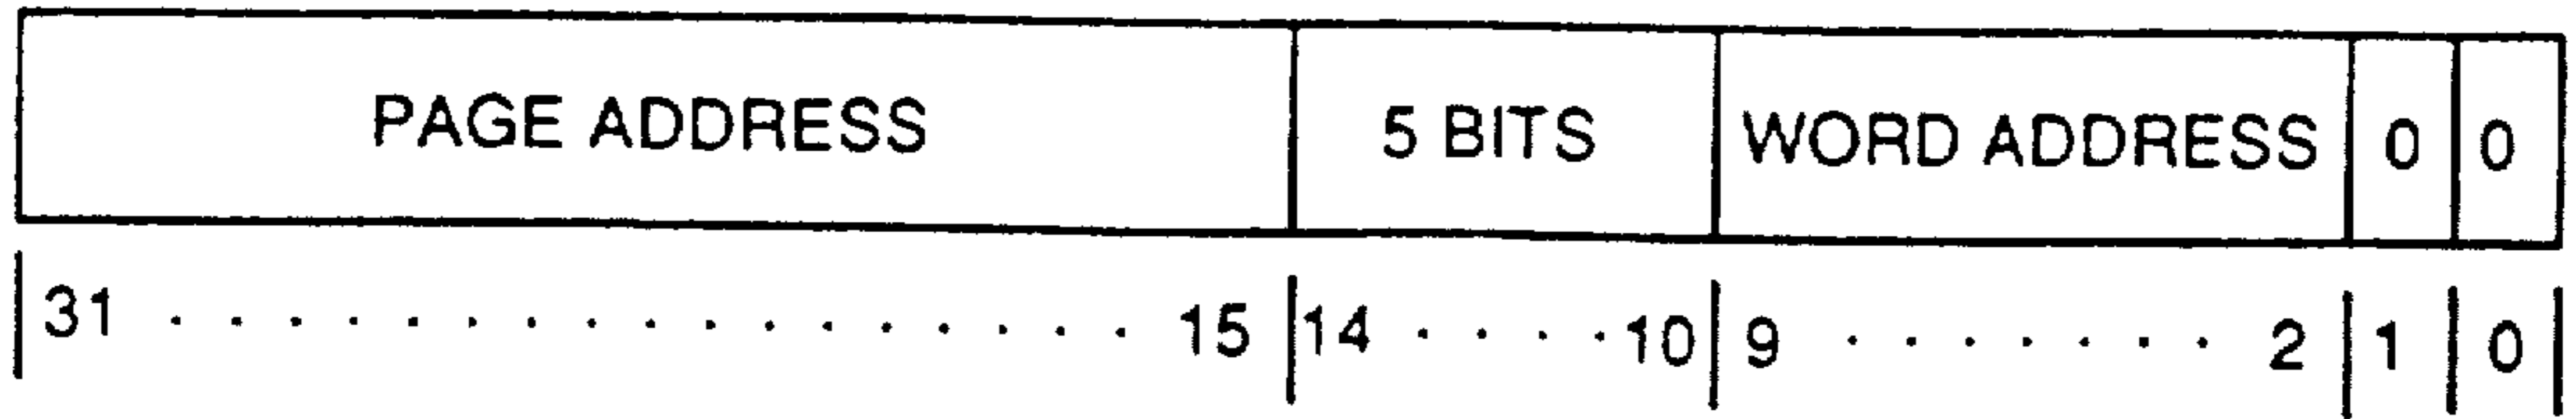 PAGE ADDRESS 5 BITS WORD ADDRESS 0 0
31 . . . . . . . . . . . . . . . . . 15 14 . . . . 10 9 . . . . . . . 2 1 0